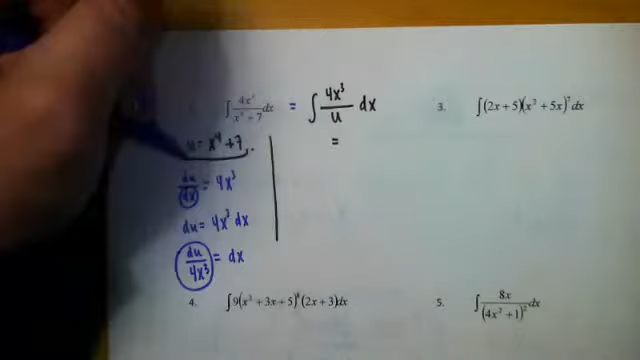 ∫ 4x³/(x⁴ + 7) dx = ∫ 4x³/u dx
3. ∫(2x + 5)(x² + 5x)⁷ dx
u = x⁴ + 7
=
du/dx = 4x³
du = 4x³ dx
du/4x³ = dx
4. ∫9(x² + 3x + 5)⁸(2x + 3)dx
5. ∫ 8x/(4x² + 1)² dx